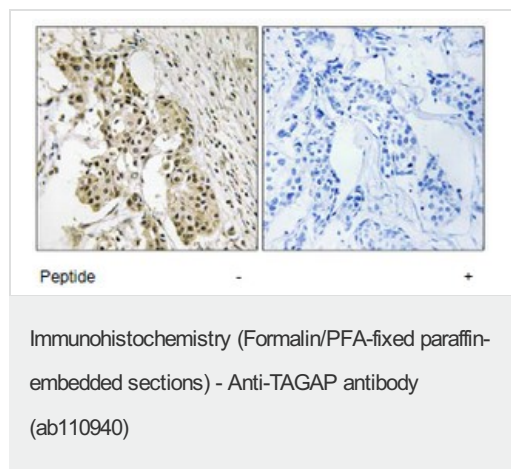 Peptide - +
Immunohistochemistry (Formalin/PFA-fixed paraffin-
embedded sections) - Anti-TAGAP antibody
(ab110940)